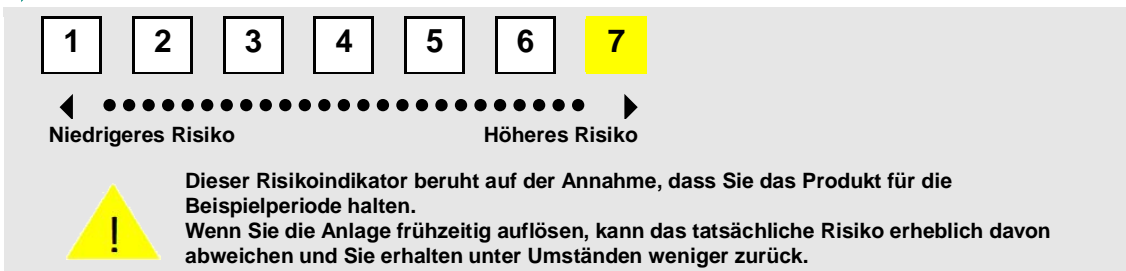 1 2 3 4 5 6 7
Niedrigeres Risiko Höheres Risiko
Dieser Risikoindikator beruht auf der Annahme, dass Sie das Produkt für die
Beispielperiode halten.
!
Wenn Sie die Anlage frühzeitig auflösen, kann das tatsächliche Risiko erheblich davon
abweichen und Sie erhalten unter Umständen weniger zurück.